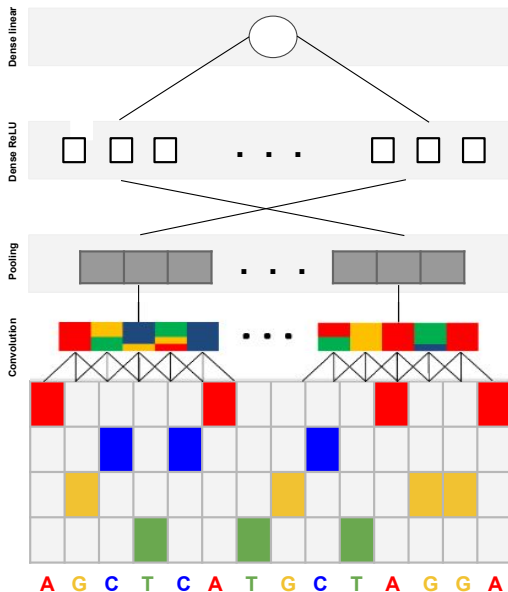 Dense linear
Dense ReLU
. . .
Pooling
. . .
Convolution
. . .
A G C T C A T G C T A G G A